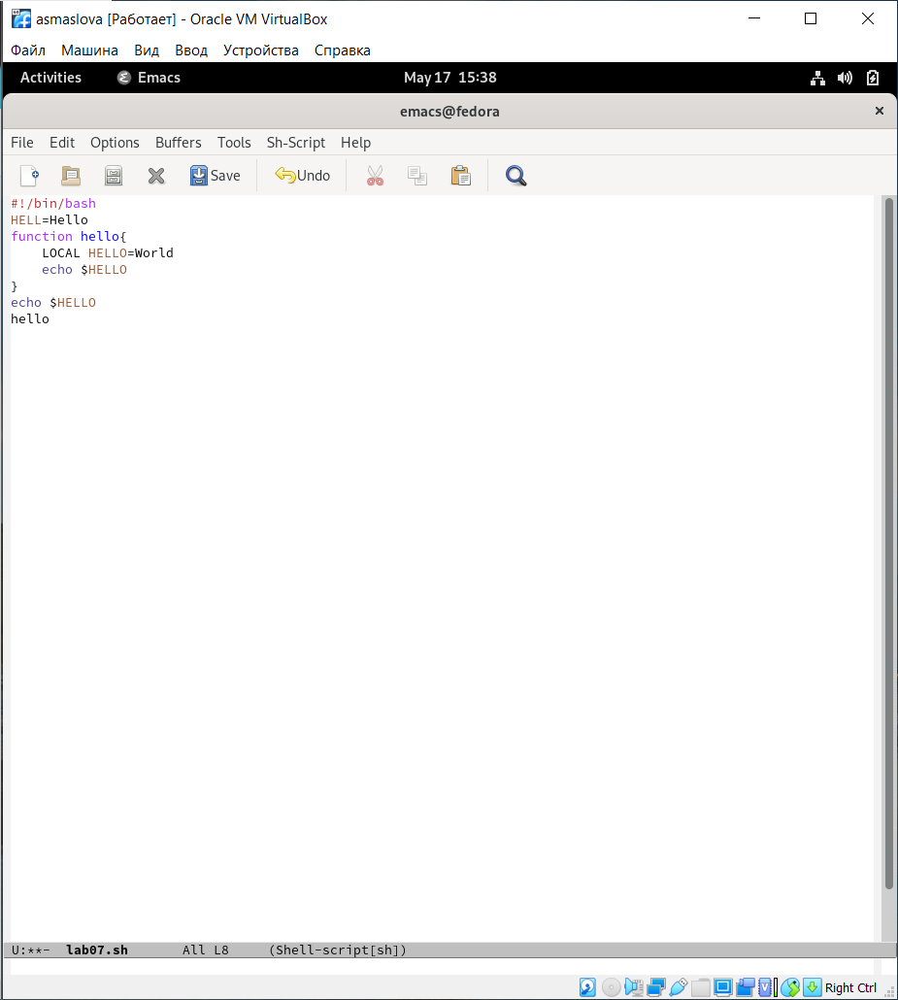 asmaslova [Работает] - Oracle VM VirtualBox
Файл Машина Вид Ввод Устройства Справка
Activities Emacs May 17 15:38
emacs@fedora
File Edit Options Buffers Tools Sh-Script Help
Save Undo
#!/bin/bash
HELL=Hello
function hello{
    LOCAL HELLO=World
    echo $HELLO
}
echo $HELLO
hello
U:**- lab07.sh All L8 (Shell-script[sh])
Right Ctrl